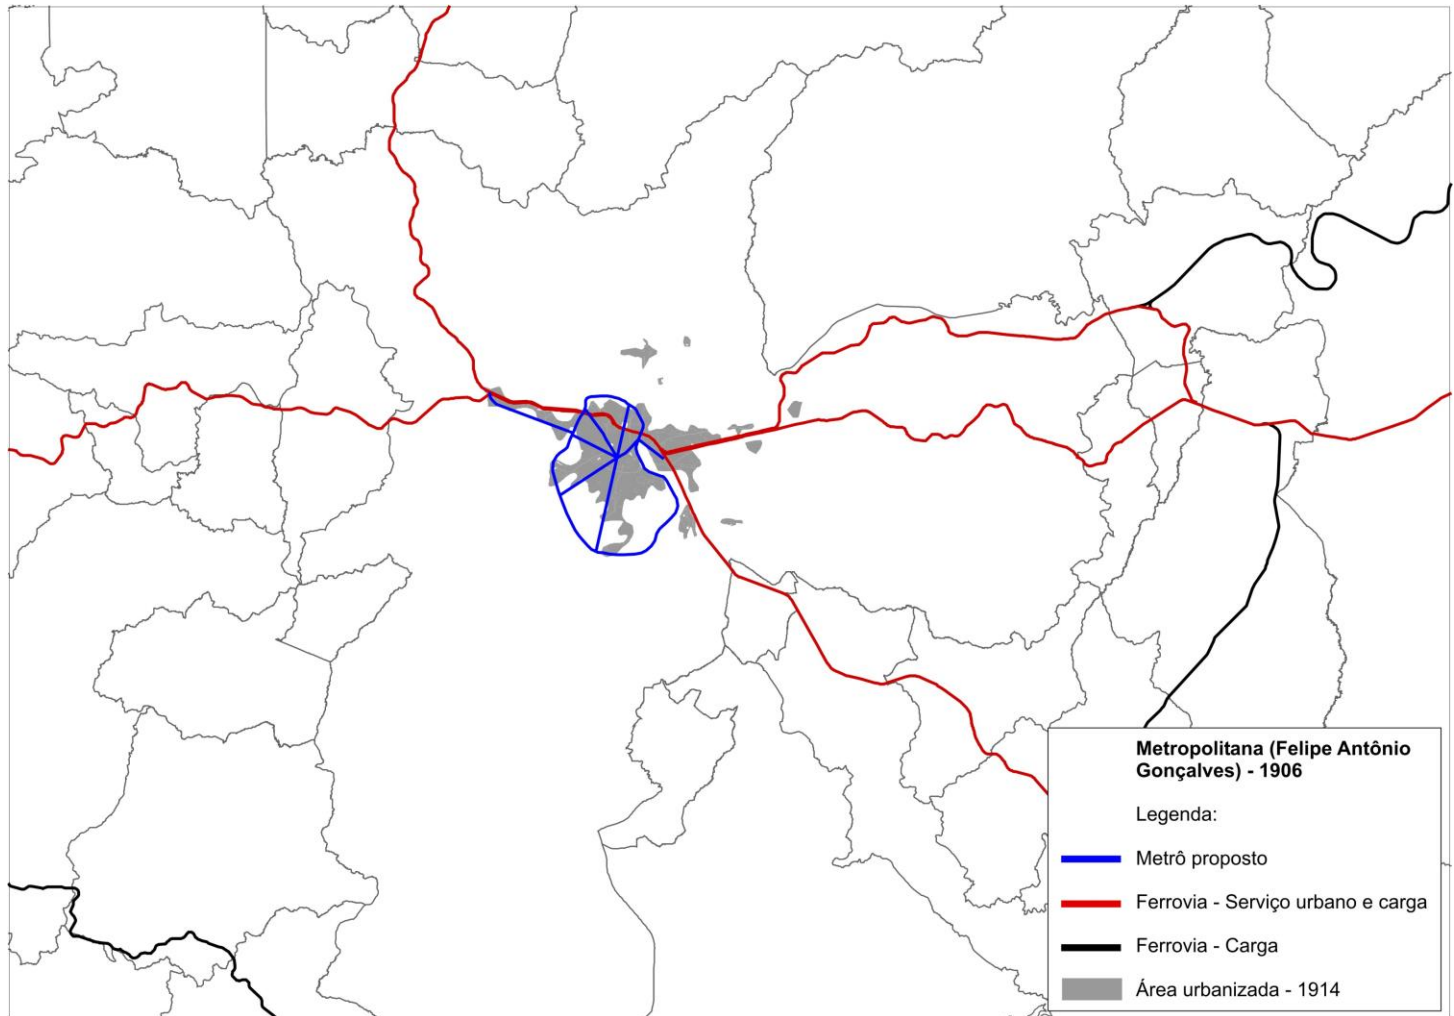 Metropolitana (Felipe Antônio
Gonçalves) - 1906
Legenda:
Metrô proposto
Ferrovia - Serviço urbano e carga
Ferrovia - Carga
Área urbanizada - 1914